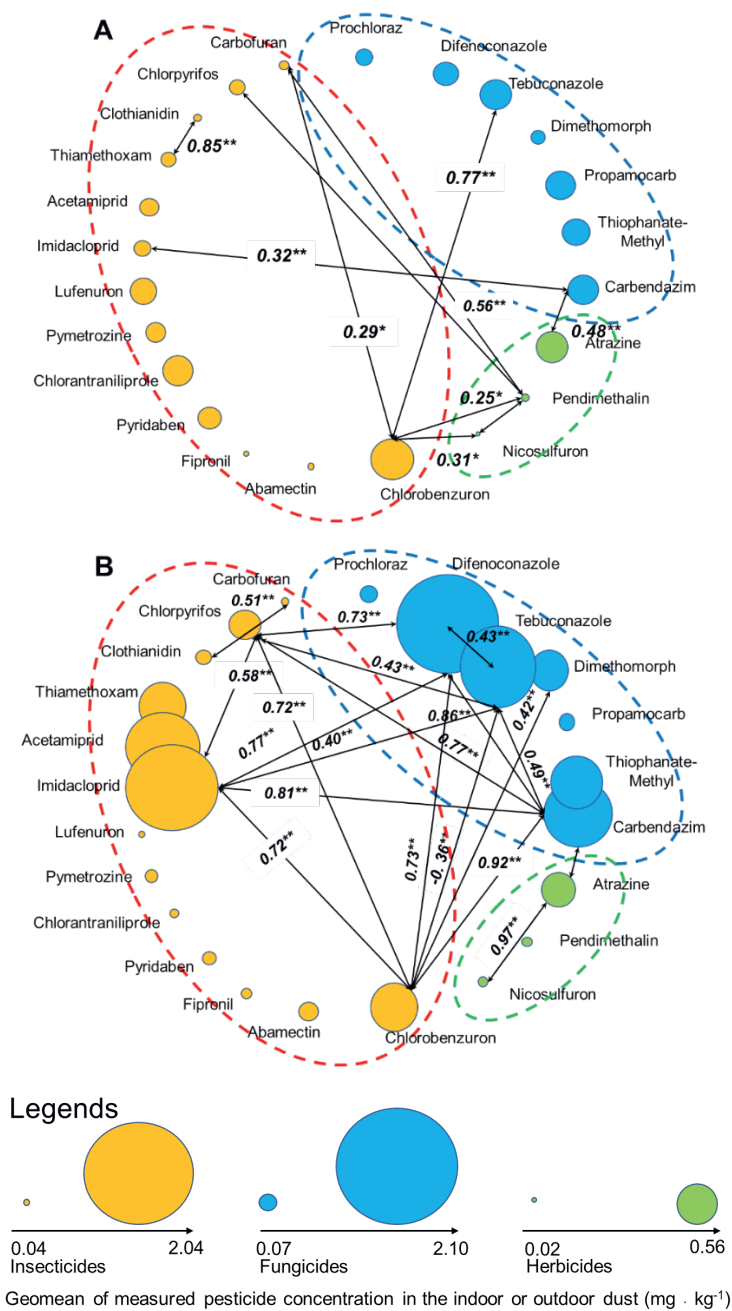 A
Prochloraz
Carbofuran
Difenoconazole
Chlorpyrifos
Tebuconazole
Clothianidin
Dimethomorph
0.85**
Thiamethoxam
0.77**
Propamocarb
Acetamiprid
Thiophanate-
Methyl
Imidacloprid
0.32**
Carbendazim
Lufenuron
0.56**
0.29*
0.48**
Pymetrozine
Atrazine
Chlorantraniliprole
0.25*
Pendimethalin
Pyridaben
Nicosulfuron
Fipronil
0.31*
Abamectin
Chlorobenzuron
B
Prochloraz
Difenoconazole
Carbofuran
0.51**
Chlorpyrifos
0.73**
Tebuconazole
0.43**
Clothianidin
0.58**
0.43**
Dimethomorph
Thiamethoxam
0.72**
0.86**
0.42**
Propamocarb
Acetamiprid
0.77**
0.40**
0.77**
0.49**
Thiophanate-
Methyl
Imidacloprid
0.81**
Carbendazim
Lufenuron
0.72**
0.73**
-0.36**
0.92**
Pymetrozine
Atrazine
Chlorantraniliprole
0.97**
Pendimethalin
Pyridaben
Nicosulfuron
Fipronil
Abamectin
Chlorobenzuron
Legends
0.04 2.04
Insecticides
0.07 2.10
Fungicides
0.02 0.56
Herbicides
Geomean of measured pesticide concentration in the indoor or outdoor dust (mg · kg-1)